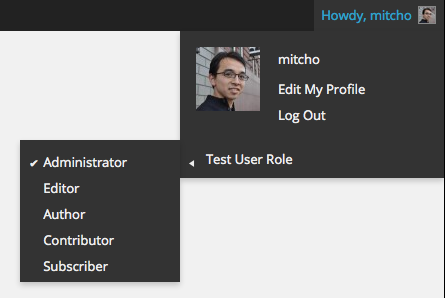 Howdy, mitcho
mitcho
Edit My Profile
Log Out
Test User Role
✔ Administrator
Editor
Author
Contributor
Subscriber